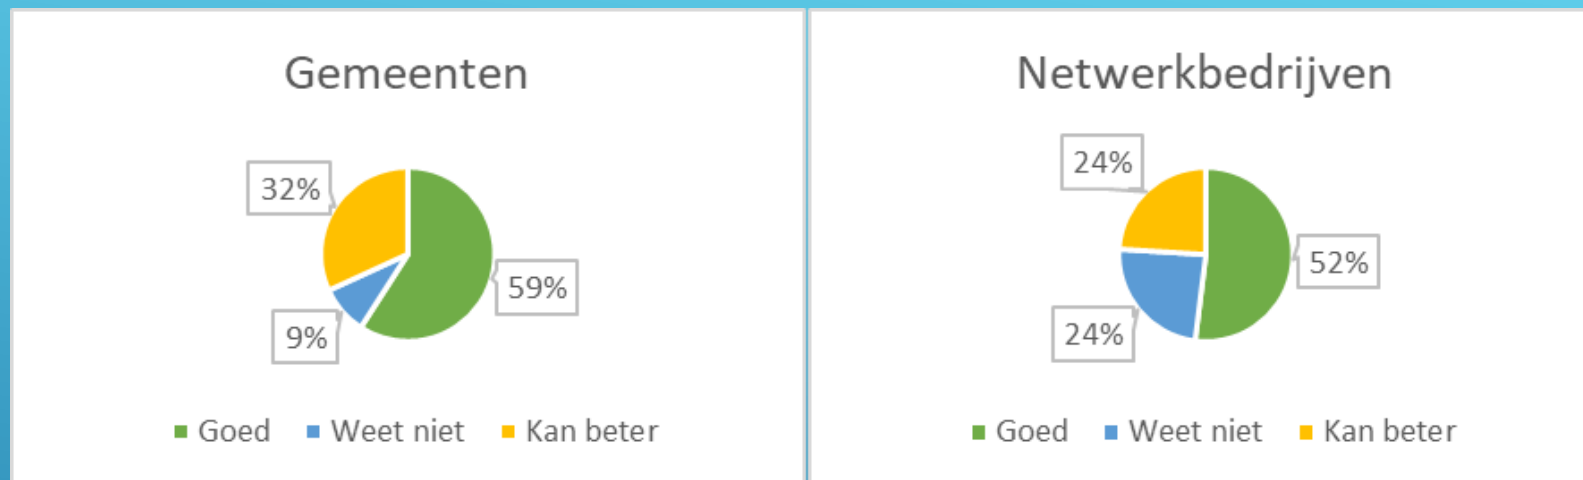 Gemeenten
32%
59%
9%
Goed Weet niet Kan beter
Netwerkbedrijven
24%
52%
24%
Goed Weet niet Kan beter